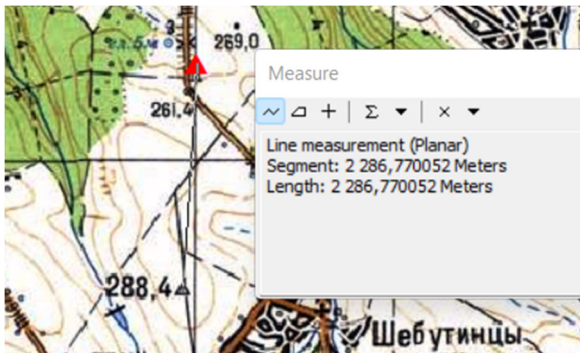 269,0
261,4
288,4
Шебутинцы
Measure
Line measurement (Planar)
Segment: 2 286,770052 Meters
Length: 2 286,770052 Meters